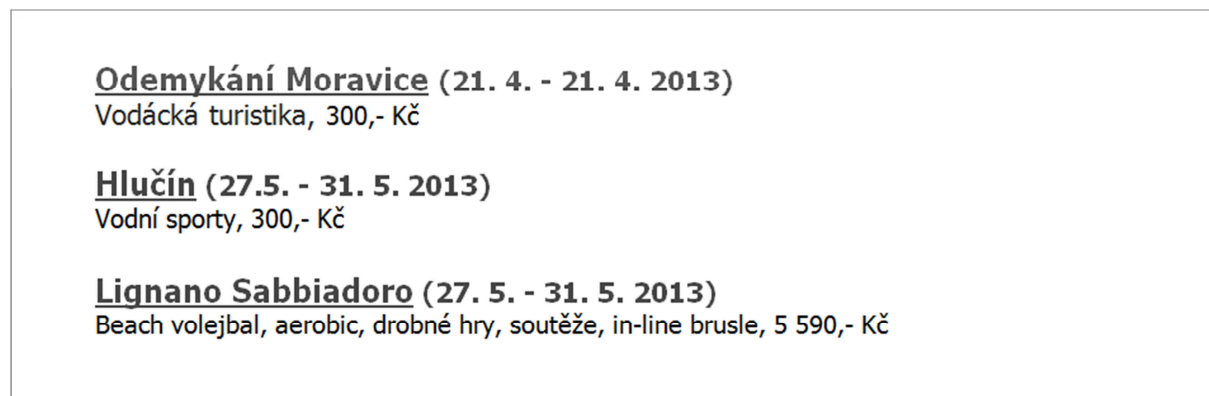 Odemykání Moravice (21. 4. - 21. 4. 2013)
Vodácká turistika, 300,- Kč
Hlučín (27.5. - 31. 5. 2013)
Vodní sporty, 300,- Kč
Lignano Sabbiadoro (27. 5. - 31. 5. 2013)
Beach volejbal, aerobic, drobné hry, soutěže, in-line brusle, 5 590,- Kč